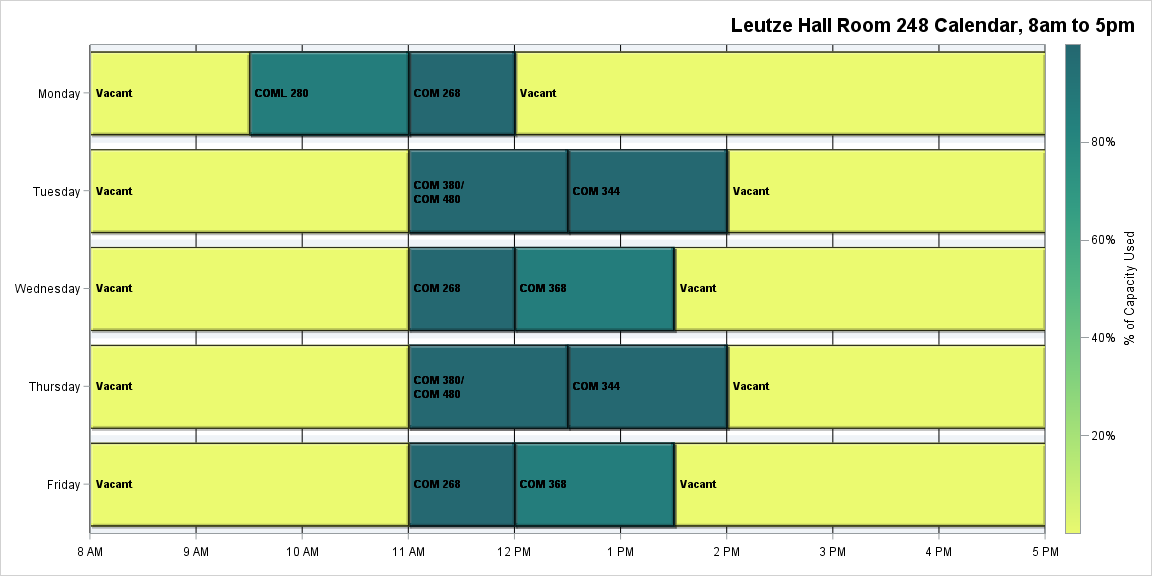 Leutze Hall Room 248 Calendar, 8am to 5pm
Monday
Vacant
COML 280
COM 268
Vacant
Tuesday
Vacant
COM 380/
COM 480
COM 344
Vacant
Wednesday
Vacant
COM 268
COM 368
Vacant
Thursday
Vacant
COM 380/
COM 480
COM 344
Vacant
Friday
Vacant
COM 268
COM 368
Vacant
8 AM
9 AM
10 AM
11 AM
12 PM
1 PM
2 PM
3 PM
4 PM
5 PM
80%
60%
40%
20%
% of Capacity Used